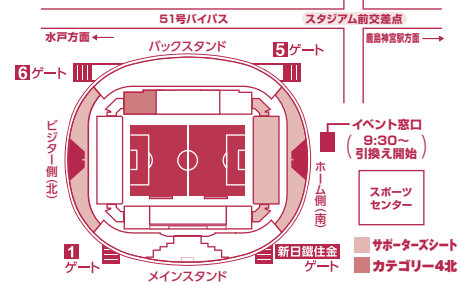 51号バイパス
スタジアム前交差点
水戸方面←
鹿島神宮駅方面→
バックスタンド
5ゲート
6ゲート
イベント窓口
(9:30〜
引換え開始)
ビジター側(北)
ホーム側(南)
スポーツ
センター
サポーターズシート
カテゴリー4北
1
ゲート
新日鐵住金
ゲート
メインスタンド